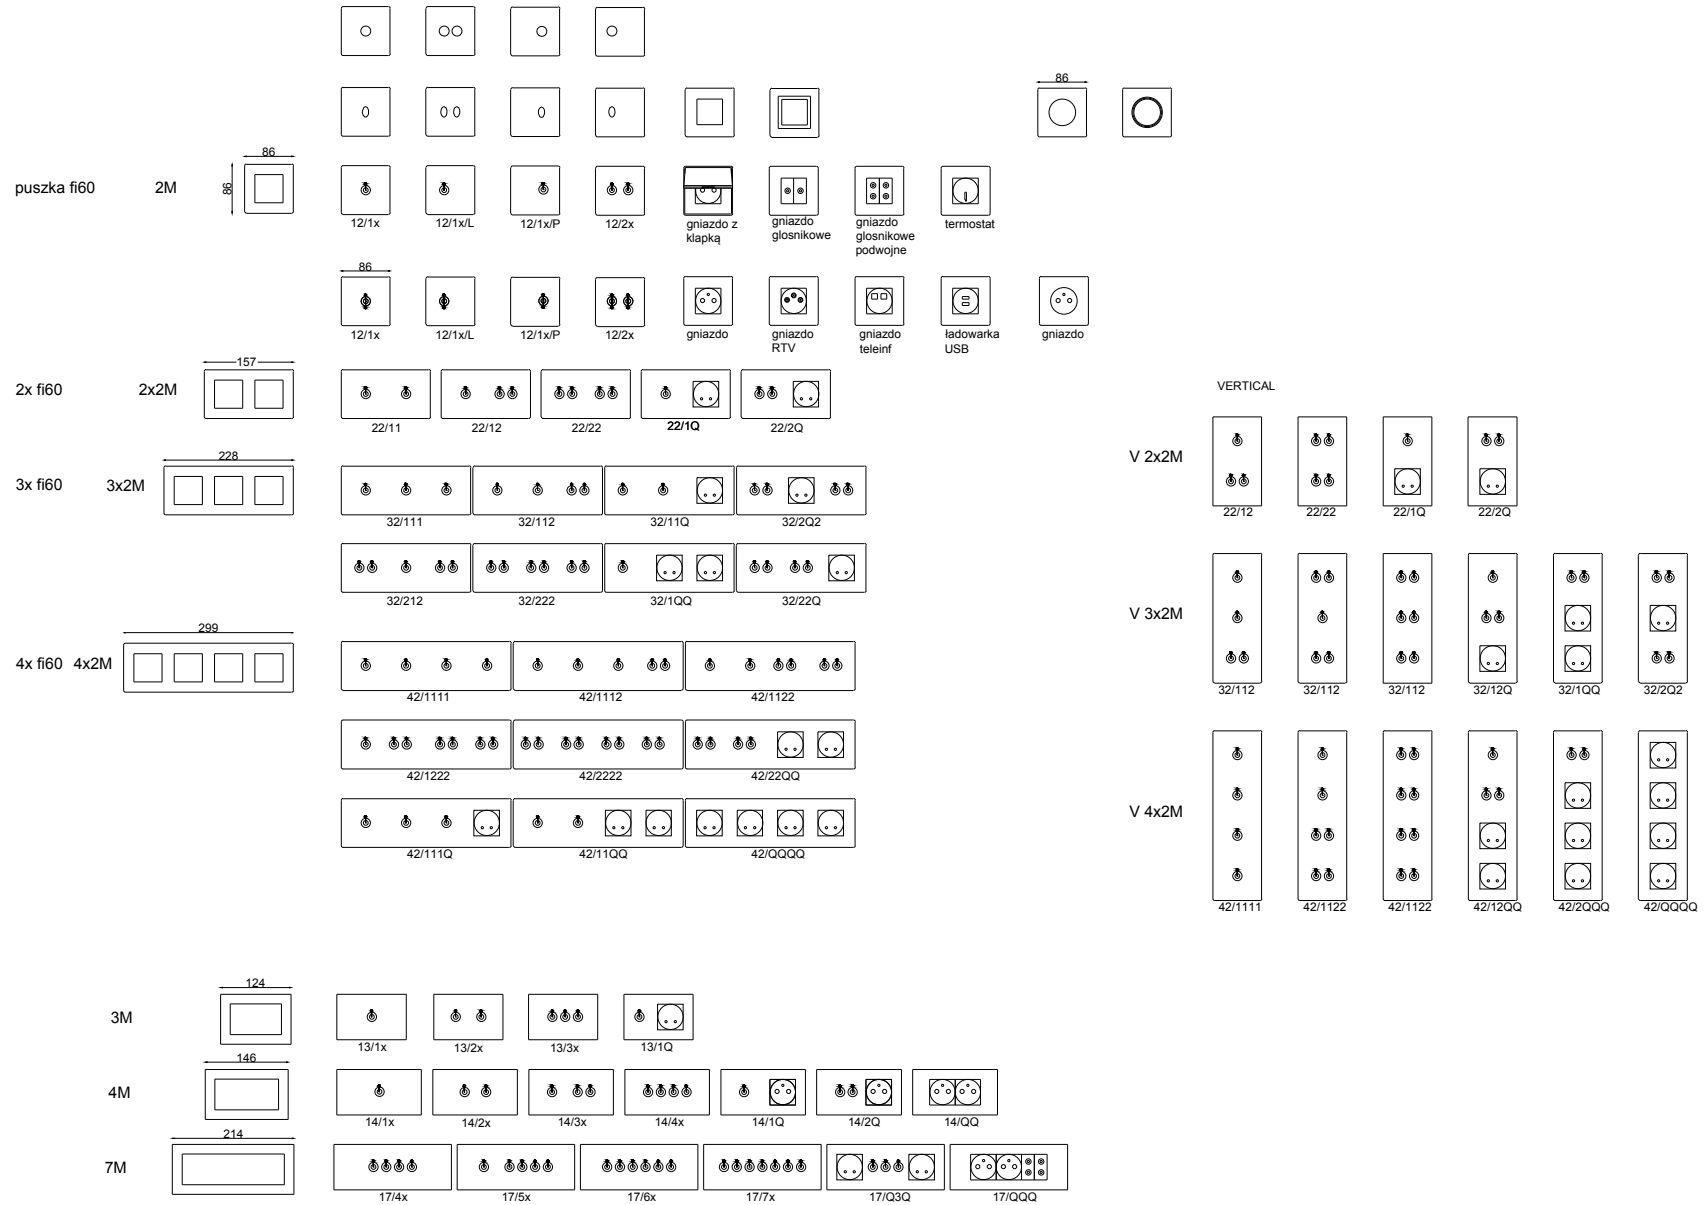 86
86
puszka fi60 2M
86
12/1x 12/1x/L 12/1x/P 12/2x gniazdo z gniazdo gniazdo termostat
klapką glosnikowe glosnikowe
podwojne
86
12/1x 12/1x/L 12/1x/P 12/2x gniazdo gniazdo gniazdo ładowarka gniazdo
RTV teleinf USB
157
2x fi60 2x2M
22/11 22/12 22/22 22/1Q 22/2Q
228
3x fi60 3x2M
32/111 32/112 32/11Q 32/2Q2
32/212 32/222 32/1QQ 32/22Q
299
4x fi60 4x2M
42/1111 42/1112 42/1122
42/1222 42/2222 42/22QQ
42/111Q 42/11QQ 42/QQQQ
VERTICAL
V 2x2M
22/12 22/22 22/1Q 22/2Q
V 3x2M
32/112 32/112 32/112 32/12Q 32/1QQ 32/2Q2
V 4x2M
42/1111 42/1122 42/1122 42/12QQ 42/2QQQ 42/QQQQ
124
3M
13/1x 13/2x 13/3x 13/1Q
146
4M
14/1x 14/2x 14/3x 14/4x 14/1Q 14/2Q 14/QQ
214
7M
17/4x 17/5x 17/6x 17/7x 17/Q3Q 17/QQQ